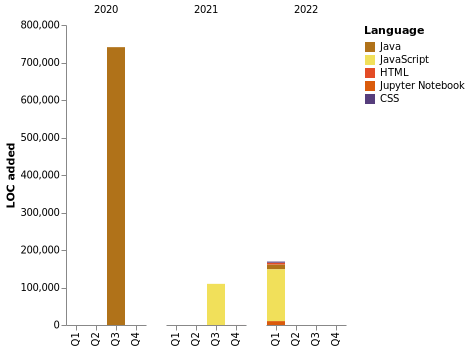 2020 2021 2022
800,000
700,000
600,000
500,000
400,000
300,000
200,000
100,000
0
LOC added
Q1 Q2 Q3 Q4 Q1 Q2 Q3 Q4 Q1 Q2 Q3 Q4
Language
Java
JavaScript
HTML
Jupyter Notebook
CSS